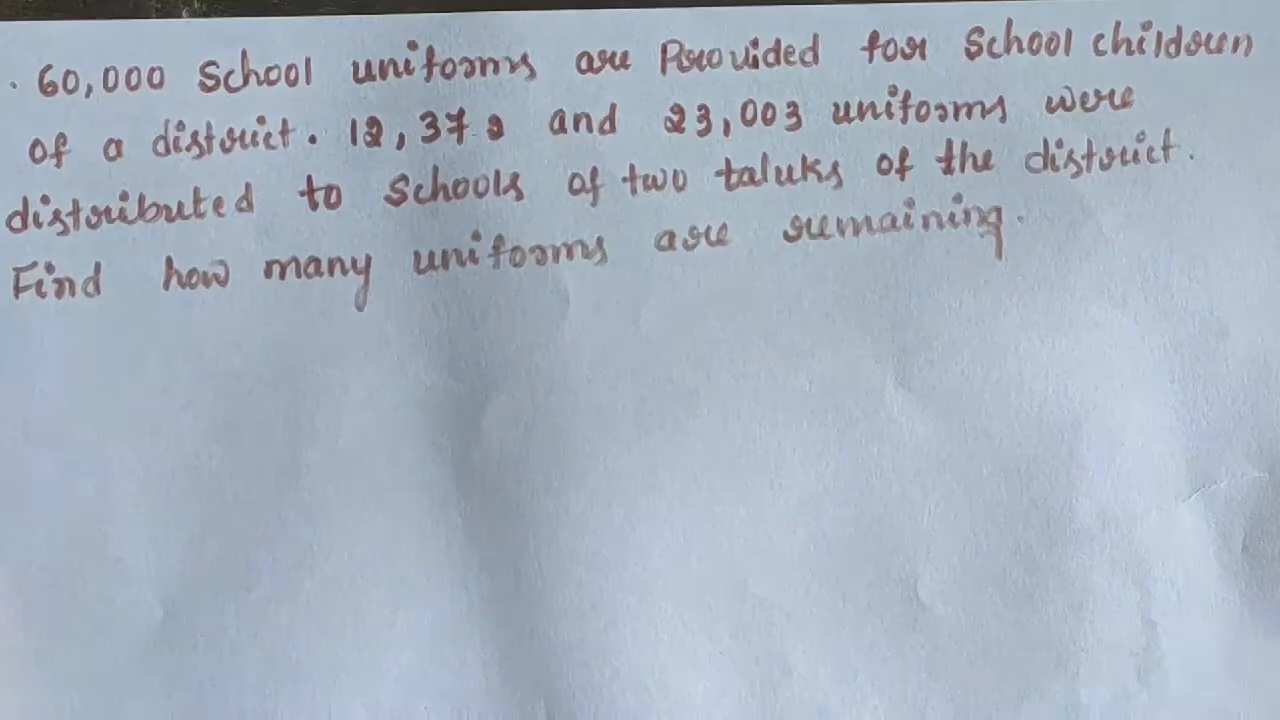 . 60,000 School uniforms are Provided for School children
of a district. 12,372 and 23,003 uniforms were
distributed to Schools of two taluks of the district.
Find how many uniforms are remaining.